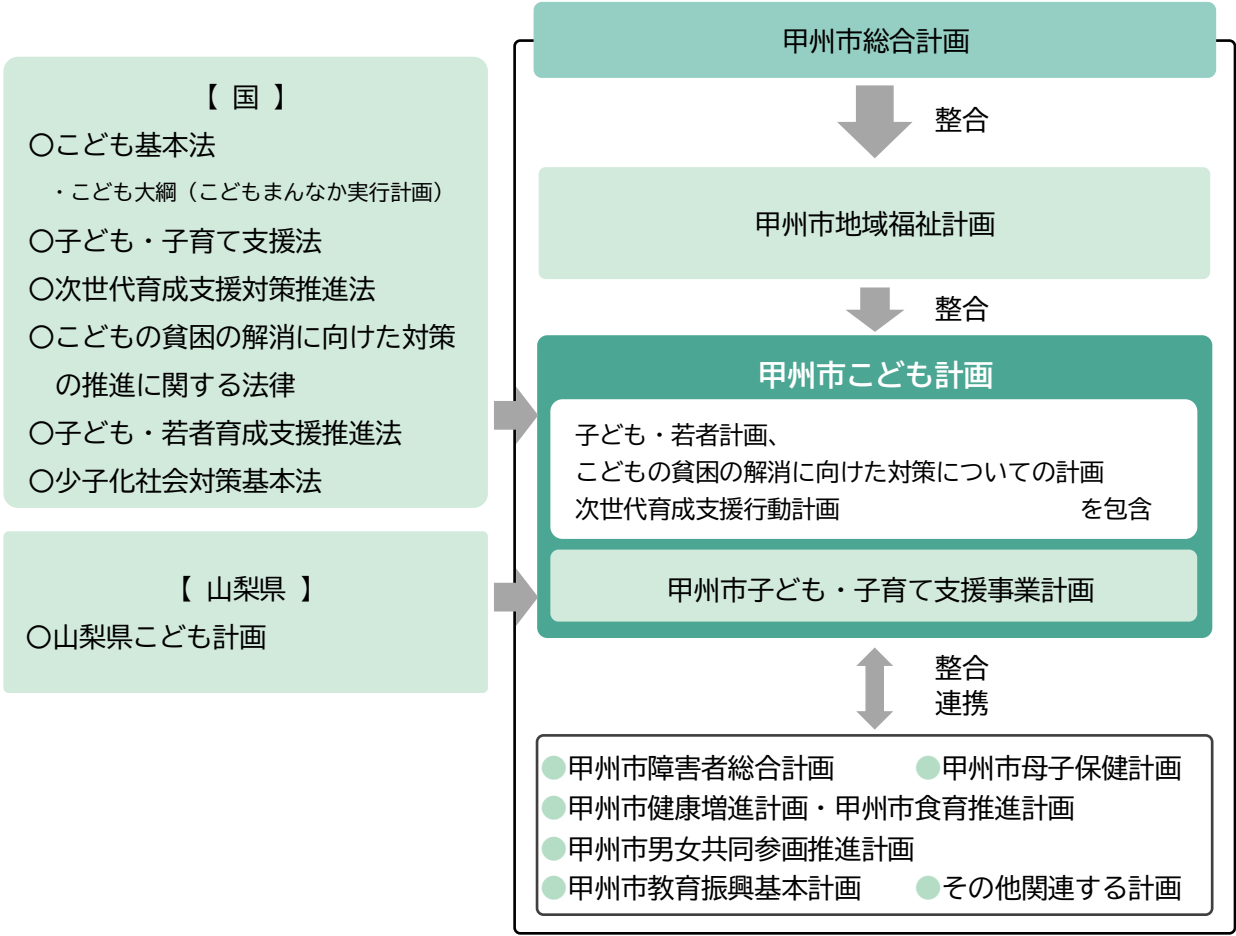 【 国 】
〇こども基本法
・こども大綱（こどもまんなか実行計画）
〇子ども・子育て支援法
〇次世代育成支援対策推進法
〇こどもの貧困の解消に向けた対策
の推進に関する法律
〇子ども・若者育成支援推進法
〇少子化社会対策基本法
【 山梨県 】
〇山梨県こども計画
甲州市総合計画
整合
甲州市地域福祉計画
整合
甲州市こども計画
子ども・若者計画、
こどもの貧困の解消に向けた対策についての計画
次世代育成支援行動計画　を包含
甲州市子ども・子育て支援事業計画
整合
連携
●甲州市障害者総合計画　●甲州市母子保健計画
●甲州市健康増進計画・甲州市食育推進計画
●甲州市男女共同参画推進計画
●甲州市教育振興基本計画　●その他関連する計画